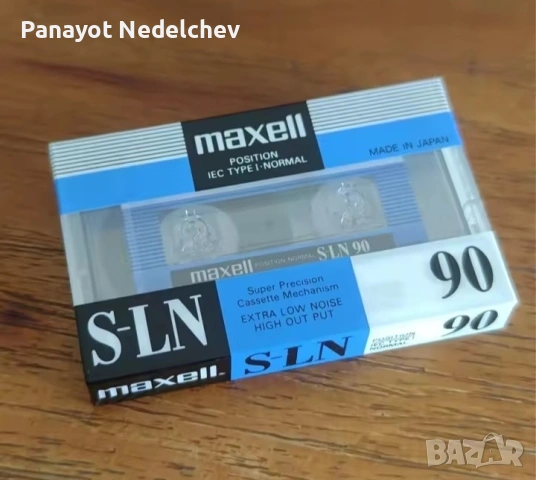 Panayot Nedelchev
maxell
POSITION
IEC TYPE I·NORMAL
MADE IN JAPAN
maxell POSITION NORMAL S-LN 90
S-LN
Super Precision
Cassette Mechanism
EXTRA LOW NOISE
HIGH OUT PUT
90
maxell
S-LN
NORMAL
90
BAZAR